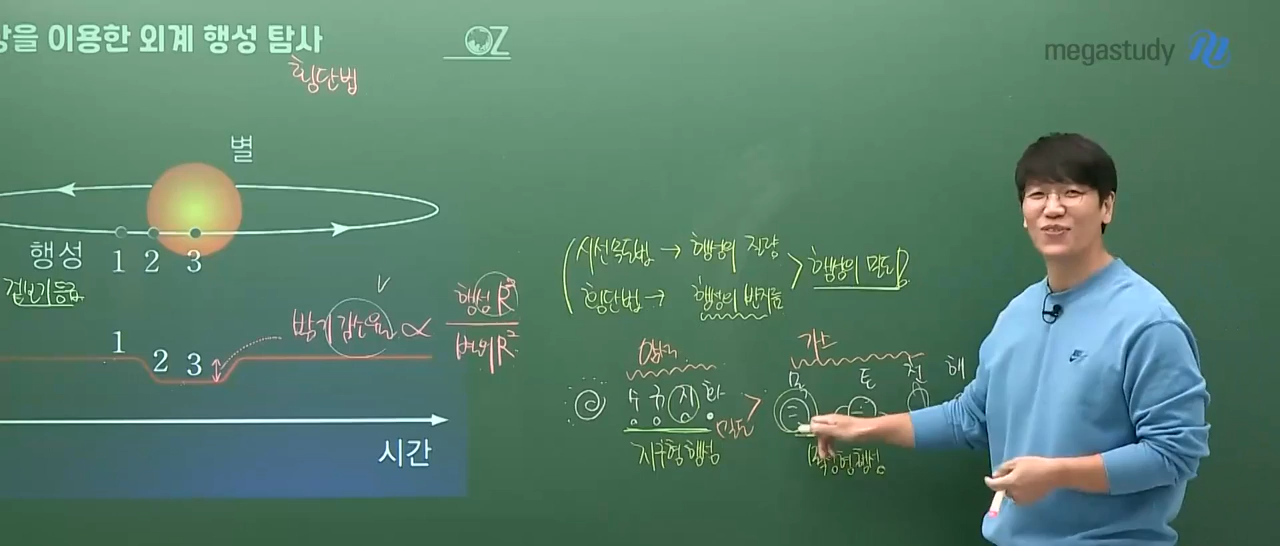 상을 이용한 외계 행성 탐사
OZ
megastudy
횡단법
별
행성 1 2 3
겉보기등급
1
2 3
밝기 감소율 ∝ 행성 R²
별의 R²
시간
시선속도법 → 행성의 질량
횡단법 → 행성의 반지름
행성의 밀도
암석
수 금 지 화
밀도 >
지구형 행성
가스
목 토 천 해
목성형 행성